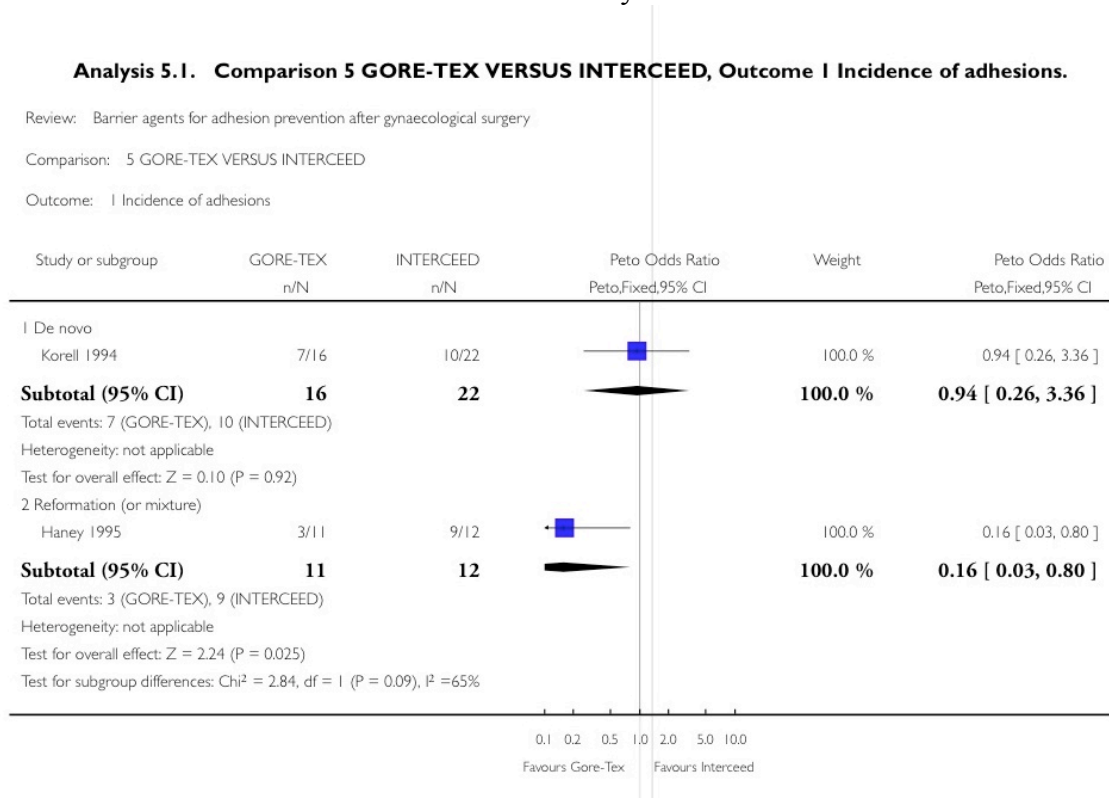 Analysis 5.1. Comparison 5 GORE-TEX VERSUS INTERCEED, Outcome 1 Incidence of adhesions.
Review: Barrier agents for adhesion prevention after gynaecological surgery
Comparison: 5 GORE-TEX VERSUS INTERCEED
Outcome: 1 Incidence of adhesions
Study or subgroup GORE-TEX INTERCEED Peto Odds Ratio Weight Peto Odds Ratio
n/N n/N Peto,Fixed,95% CI Peto,Fixed,95% CI
1 De novo
Korell 1994 7/16 10/22 100.0 % 0.94 [ 0.26, 3.36 ]
Subtotal (95% CI) 16 22 100.0 % 0.94 [ 0.26, 3.36 ]
Total events: 7 (GORE-TEX), 10 (INTERCEED)
Heterogeneity: not applicable
Test for overall effect: Z = 0.10 (P = 0.92)
2 Reformation (or mixture)
Haney 1995 3/11 9/12 100.0 % 0.16 [ 0.03, 0.80 ]
Subtotal (95% CI) 11 12 100.0 % 0.16 [ 0.03, 0.80 ]
Total events: 3 (GORE-TEX), 9 (INTERCEED)
Heterogeneity: not applicable
Test for overall effect: Z = 2.24 (P = 0.025)
Test for subgroup differences: Chi² = 2.84, df = 1 (P = 0.09), I² =65%
0.1 0.2 0.5 1.0 2.0 5.0 10.0
Favours Gore-Tex Favours Interceed